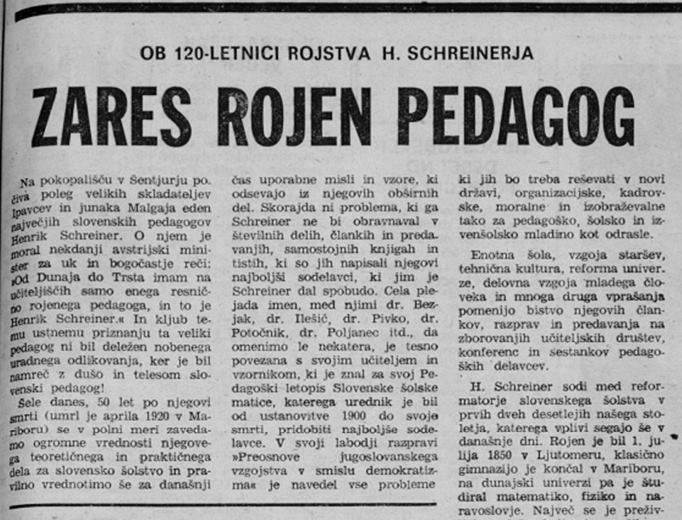 OB 120-LETNICI ROJSTVA H. SCHREINERJA
ZARES ROJEN PEDAGOG
Na pokopališču v Šentjurju po.
čiva poleg velikih skladateljev
Ipavcev in junaka Malgaja eden
največjih slovenskih pedagogov
Henrik Schreiner. O njem je
moral nekdanji avstrijski mini-
ster za uk in bogočastje reči:
»Od Dunaja do Trsta imam na
učiteljiščih samo enega resnič-
no rojenega pedagoga, in to je
Henrik Schreiner.« In kljub te-
mu ustnemu priznanju ta veliki
pedagog ni bil deležen nobenega
uradnega odlikovanja, ker je bil
namreč z dušo in telesom slo-
venski pedagog!
Šele danes, 50 let po njegovi
smrti (umrl je aprila 1920 v Ma-
riboru) se v polni meri zaveda-
mo ogromne vrednosti njegove-
ga teoretičnega in praktičnega
dela za slovensko šolstvo in pra-
vilno vrednotimo še za današnji
čas uporabne misli in vzore, ki
odsevajo iz njegovih obširnih
del. Skorajda ni problema, ki ga
Schreiner ne bi obravnaval v
številnih delih, člankih in preda.
vanjih, samostojnih knjigah in
tistih, ki so jih napisali njegovi
najboljši sodelavci, ki jim je
Schreiner dal spobudo. Cela ple-
jada imen, med njimi dr. Bez-
jak, dr. Ilešič, dr. Pivko, dr.
Potočnik, dr. Poljanec itd., da
omenimo le nekatera, je tesno
povezana s svojim učiteljem in
vzornikom, ki je znal za svoj Pe-
dagoški letopis Slovenske šolske
matice, katerega urednik je bil
od ustanovitve 1900 do svoje
smrti, pridobiti najboljše sode-
lavce. V svoji labodji razpravi
»Preosnove jugoslovanskega
vzgojstva v smislu demokratiz-
ma« je navedel vse probleme
ki jih bo treba reševati v novi
državi, organizacijske, kadrov-
ske, moralne in izobraževalne
tako za pedagoško, šolsko in iz-
venšolsko mladino kot odrasle.
Enotna šola, vzgoja staršev,
tehnična kultura, reforma univer.
ze, delovna vzgoja mladega člo-
veka in mnoga druga vprašanja
pomenijo bistvo njegovih član-
kov, razprav in predavanj na
zborovanjih učiteljskih društev,
konferenc in sestankov pedago-
ških delavcev.
H. Schreiner sodi med refor-
matorje slovenskega šolstva v
prvih dveh desetletjih našega sto-
letja, katerega vplivi segajo še v
današnje dni. Rojen je bil 1. ju-
lija 1850 v Ljutomeru, klasično
gimnazijo je končal v Mariboru,
na dunajski univerzi pa je štu-
diral matematiko, fiziko in na-
ravoslovje. Največ se je preživ-